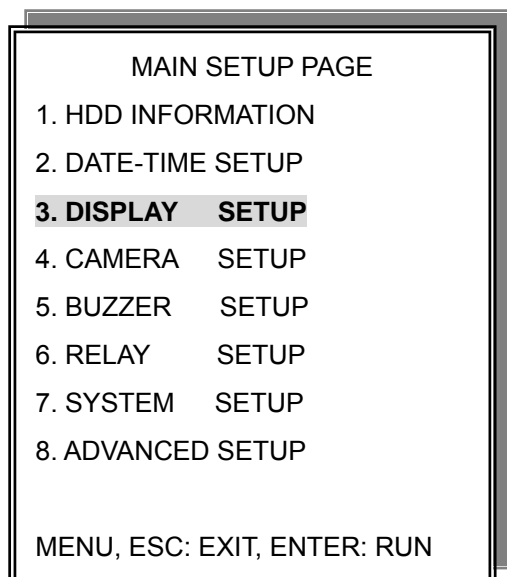 MAIN SETUP PAGE
1. HDD INFORMATION
2. DATE-TIME SETUP
3. DISPLAY SETUP
4. CAMERA SETUP
5. BUZZER SETUP
6. RELAY SETUP
7. SYSTEM SETUP
8. ADVANCED SETUP
MENU, ESC: EXIT, ENTER: RUN